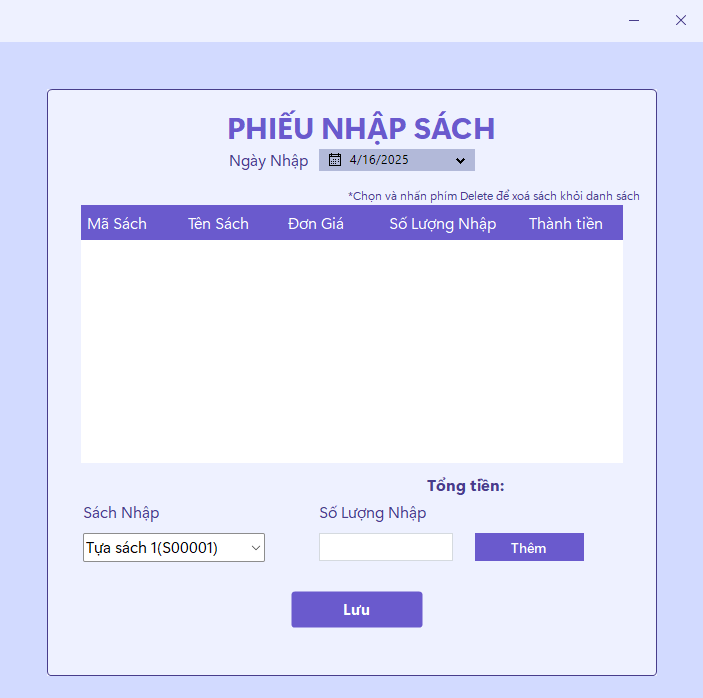 PHIẾU NHẬP SÁCH
Ngày Nhập 4/16/2025
*Chọn và nhấn phím Delete để xoá sách khỏi danh sách
Mã Sách Tên Sách Đơn Giá Số Lượng Nhập Thành tiền
Tổng tiền:
Sách Nhập Số Lượng Nhập
Tựa sách 1(S00001) Thêm
Lưu